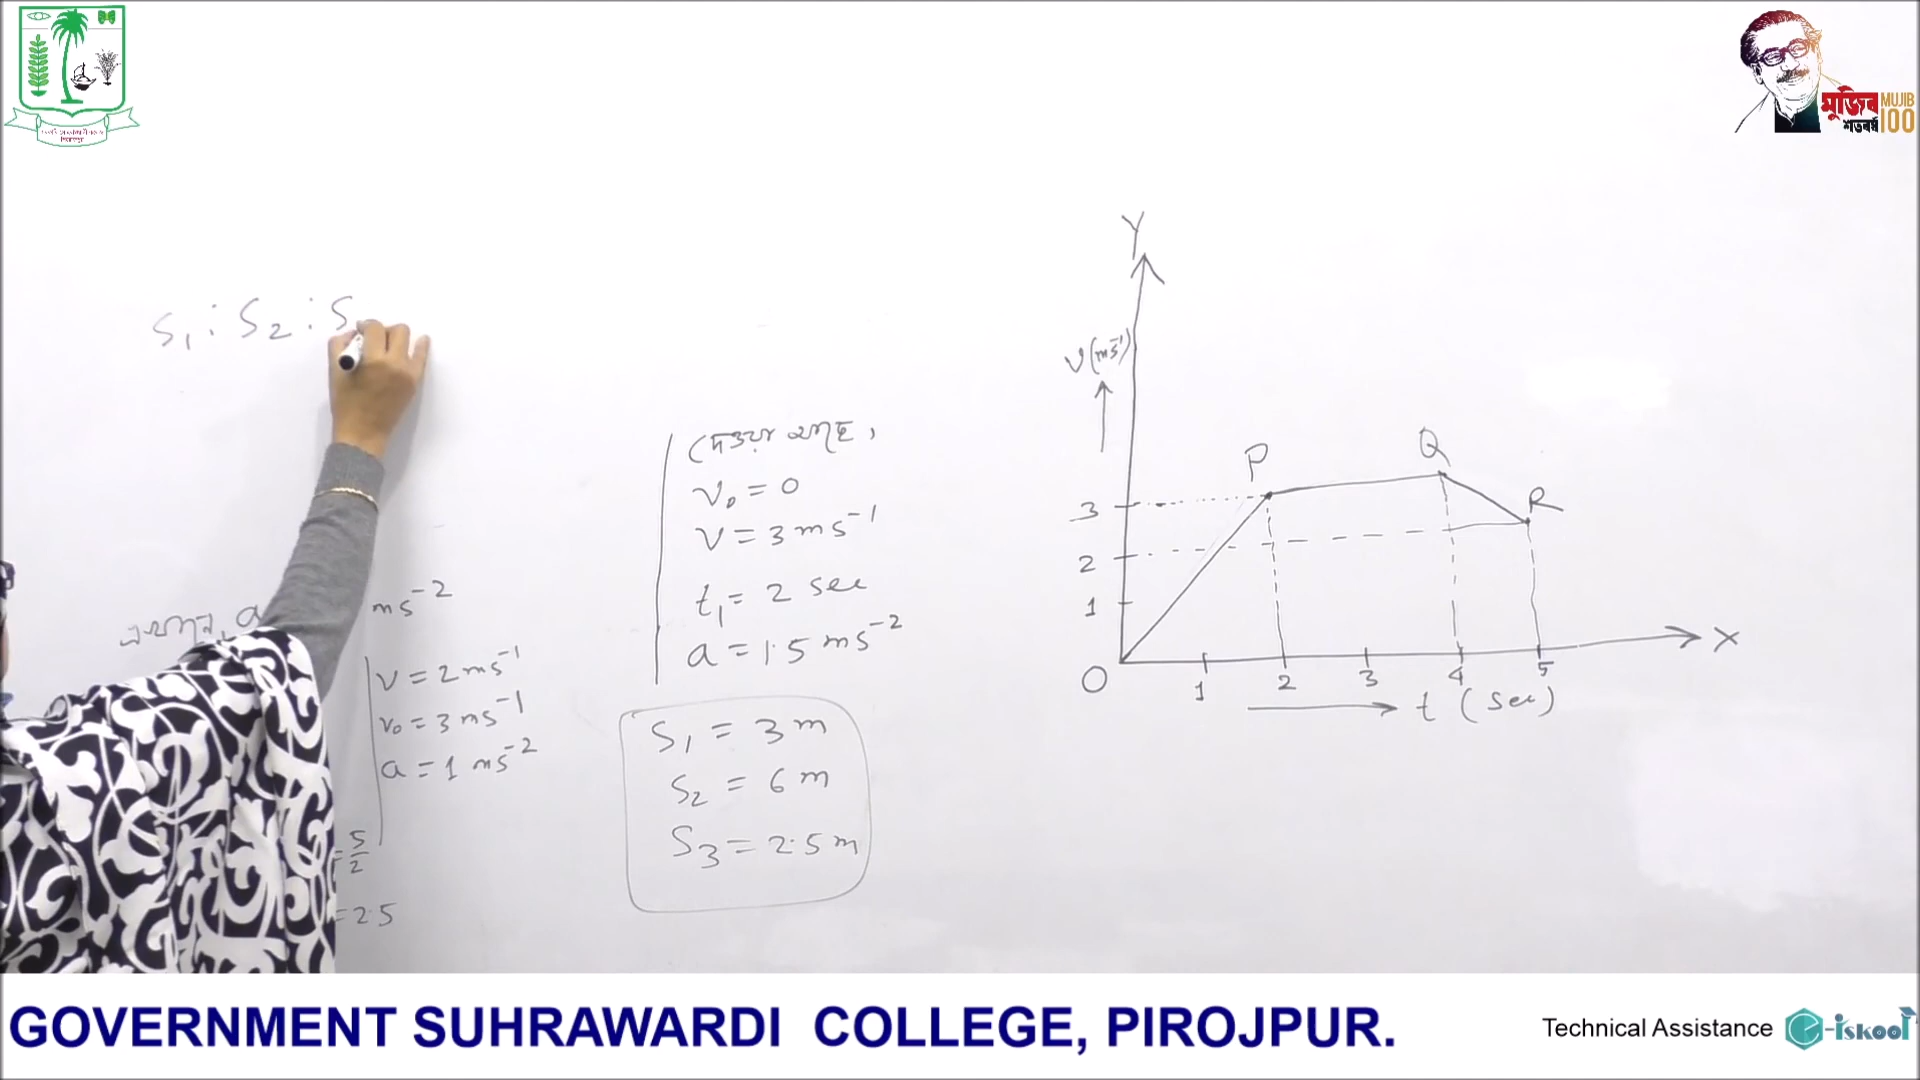 মুজিব MUJIB
শতবর্ষ 100
S₁ : S₂ : S
এখানে, a
ms⁻²
v = 2 ms⁻¹
v₀ = 3 ms⁻¹
a = 1 ms⁻²
= 5/2
= 2.5
দেওয়া আছে,
v₀ = 0
v = 3 ms⁻¹
t₁ = 2 sec
a = 1.5 ms⁻²
S₁ = 3 m
S₂ = 6 m
S₃ = 2.5 m
Y
v (ms⁻¹)
P
Q
R
3
2
1
O
1 2 3 4 5
X
t (sec)
GOVERNMENT SUHRAWARDI COLLEGE, PIROJPUR.
Technical Assistance e-iskool